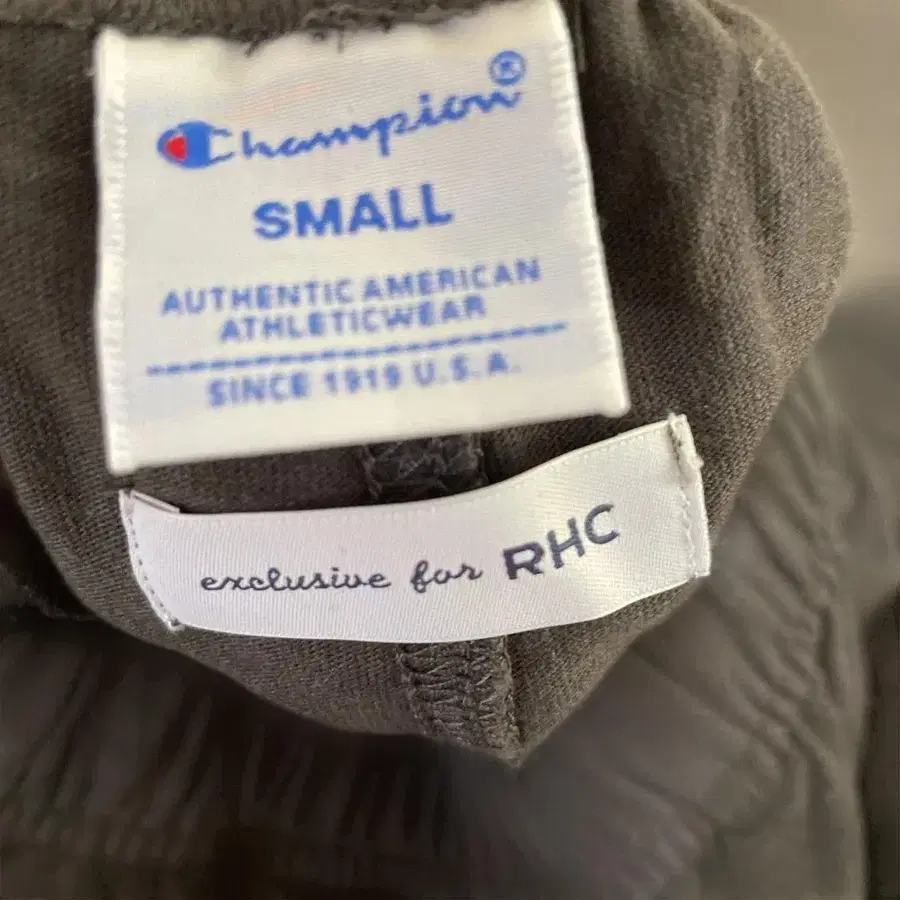 Champion®
SMALL
AUTHENTIC AMERICAN
ATHLETICWEAR
SINCE 1919 U.S.A.
exclusive for RHC